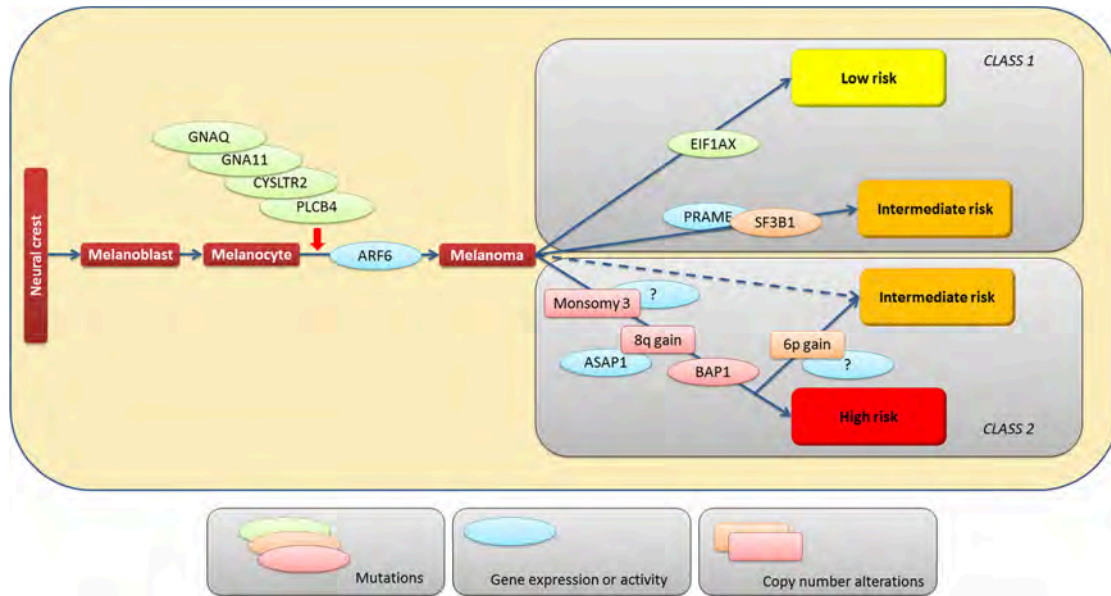 CLASS 1
Low risk
EIF1AX
GNAQ
GNA11
CYSLTR2
PLCB4
PRAME
SF3B1
Intermediate risk
Neural crest
Melanoblast
Melanocyte
ARF6
Melanoma
Monsomy 3
?
Intermediate risk
8q gain
ASAP1
6p gain
?
BAP1
High risk
CLASS 2
Mutations
Gene expression or activity
Copy number alterations